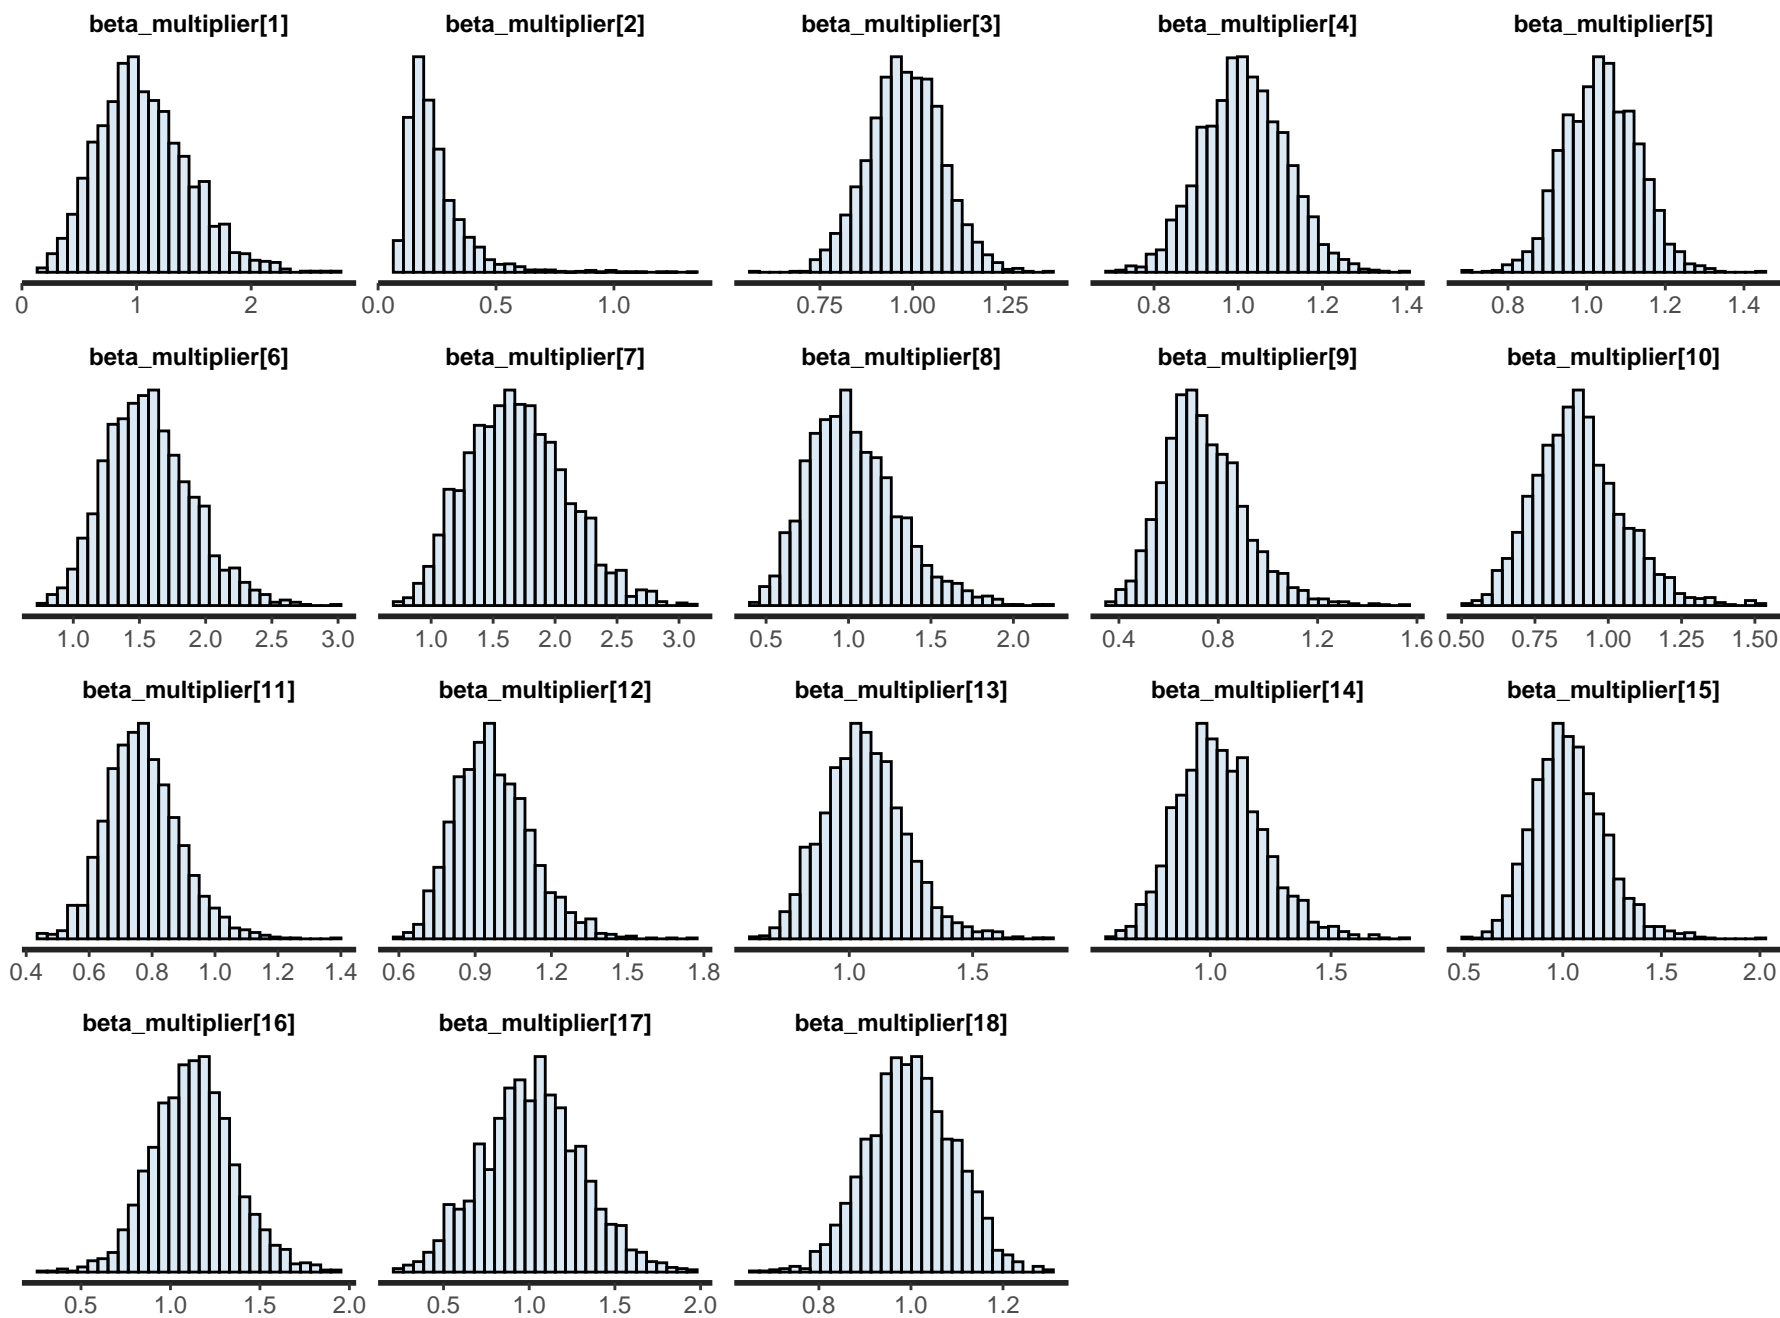 beta_multiplier[1] beta_multiplier[2] beta_multiplier[3] beta_multiplier[4] beta_multiplier[5]
0 1 2 0.0 0.5 1.0 0.75 1.00 1.25 0.8 1.0 1.2 1.4 0.8 1.0 1.2 1.4
beta_multiplier[6] beta_multiplier[7] beta_multiplier[8] beta_multiplier[9] beta_multiplier[10]
1.0 1.5 2.0 2.5 3.0 1.0 1.5 2.0 2.5 3.0 0.5 1.0 1.5 2.0 0.4 0.8 1.2 1.6 0.50 0.75 1.00 1.25 1.50
beta_multiplier[11] beta_multiplier[12] beta_multiplier[13] beta_multiplier[14] beta_multiplier[15]
0.4 0.6 0.8 1.0 1.2 1.4 0.6 0.9 1.2 1.5 1.8 1.0 1.5 1.0 1.5 0.5 1.0 1.5 2.0
beta_multiplier[16] beta_multiplier[17] beta_multiplier[18]
0.5 1.0 1.5 2.0 0.5 1.0 1.5 2.0 0.8 1.0 1.2